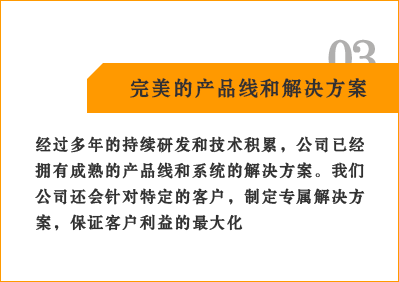 03
完美的产品线和解决方案
经过多年的持续研发和技术积累，公司已经
拥有成熟的产品线和系统的解决方案。我们
公司还会针对特定的客户，制定专属解决方
案，保证客户利益的最大化